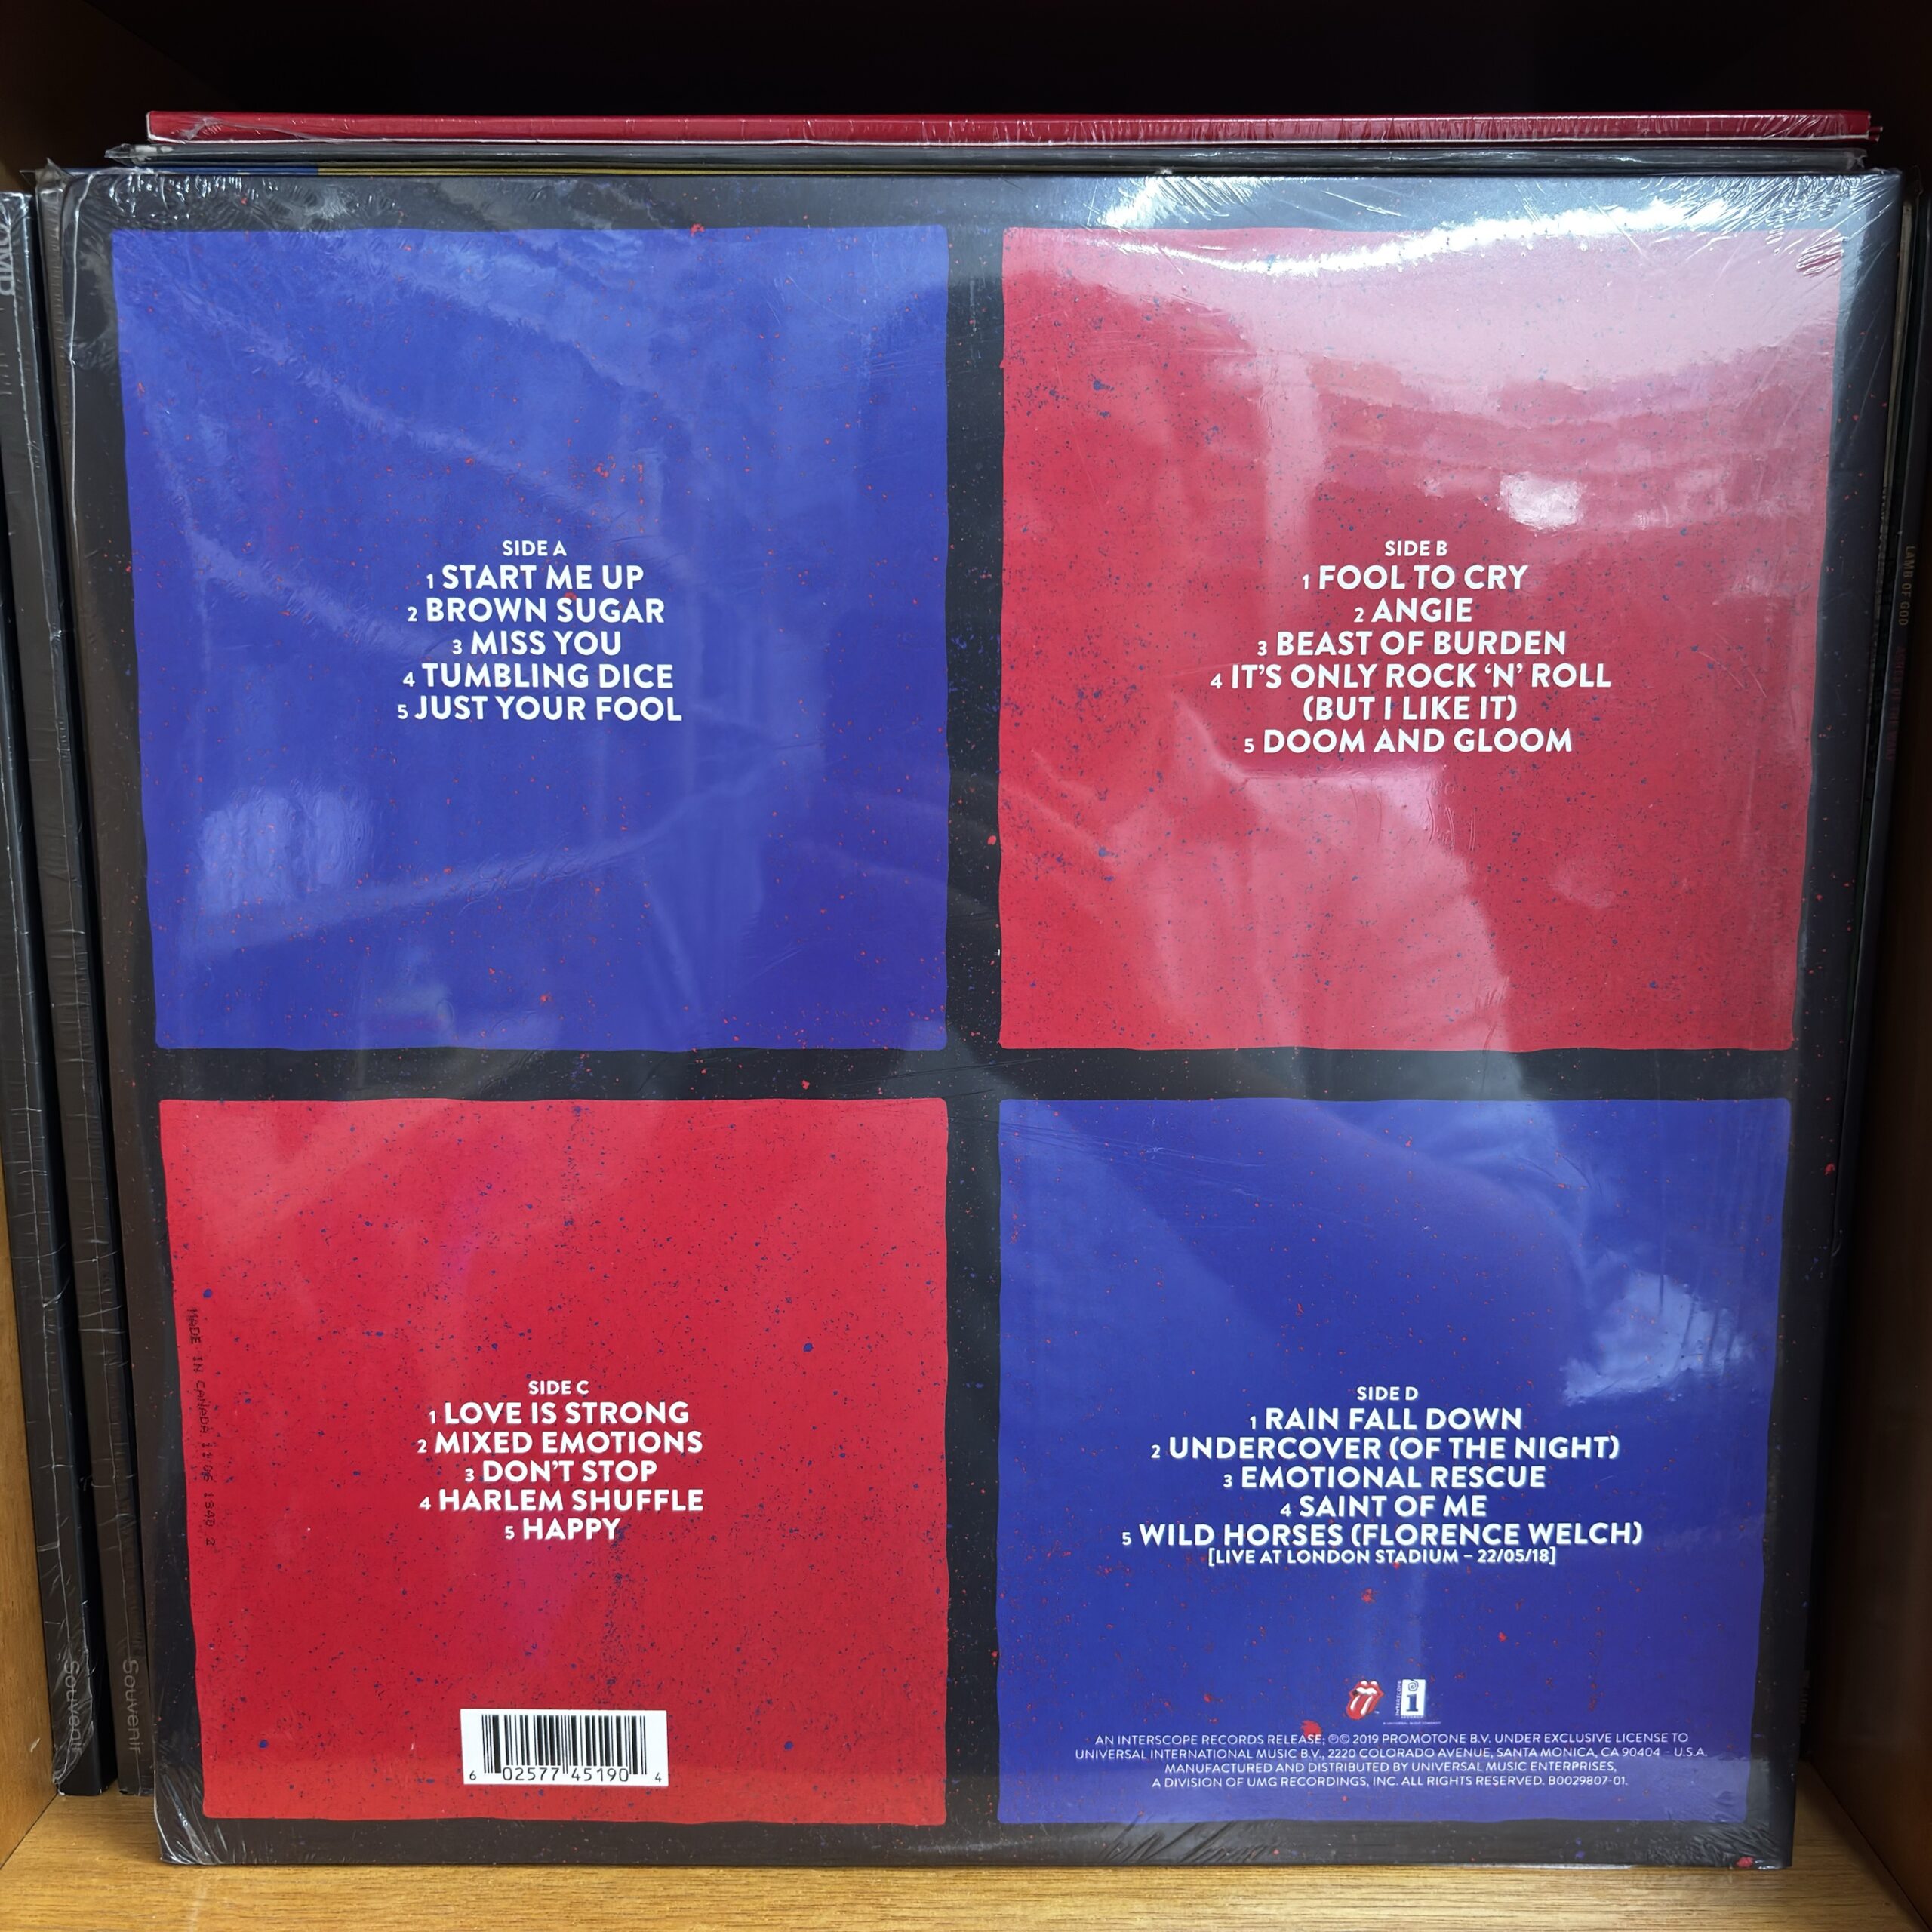 SIDE A
1 START ME UP
2 BROWN SUGAR
3 MISS YOU
4 TUMBLING DICE
5 JUST YOUR FOOL
SIDE B
1 FOOL TO CRY
2 ANGIE
3 BEAST OF BURDEN
4 IT'S ONLY ROCK 'N' ROLL
(BUT I LIKE IT)
5 DOOM AND GLOOM
SIDE C
1 LOVE IS STRONG
2 MIXED EMOTIONS
3 DON'T STOP
4 HARLEM SHUFFLE
5 HAPPY
SIDE D
1 RAIN FALL DOWN
2 UNDERCOVER (OF THE NIGHT)
3 EMOTIONAL RESCUE
4 SAINT OF ME
5 WILD HORSES (FLORENCE WELCH)
[LIVE AT LONDON STADIUM – 22/05/18]
MADE IN CANADA
6 02577 45190 4
AN INTERSCOPE RECORDS RELEASE; ℗© 2019 PROMOTONE B.V. UNDER EXCLUSIVE LICENSE TO
UNIVERSAL INTERNATIONAL MUSIC B.V., 2220 COLORADO AVENUE, SANTA MONICA, CA 90404 – U.S.A.
MANUFACTURED AND DISTRIBUTED BY UNIVERSAL MUSIC ENTERPRISES,
A DIVISION OF UMG RECORDINGS, INC. ALL RIGHTS RESERVED. B0029807-01.
Souvenir
Souvenir
LAMB OF GOD